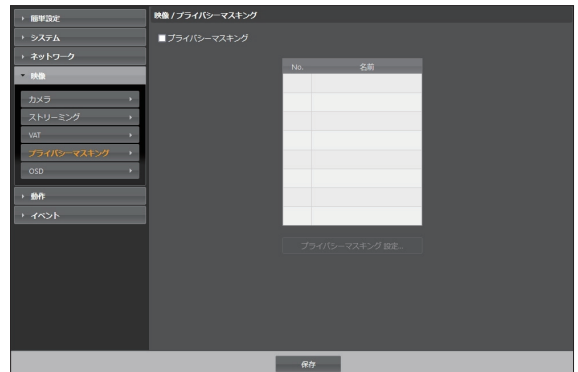 簡単設定
システム
ネットワーク
映像
カメラ
ストリーミング
VAT
プライバシーマスキング
OSD
動作
イベント
映像 / プライバシーマスキング
プライバシーマスキング
No. 名前
プライバシーマスキング 設定...
保存